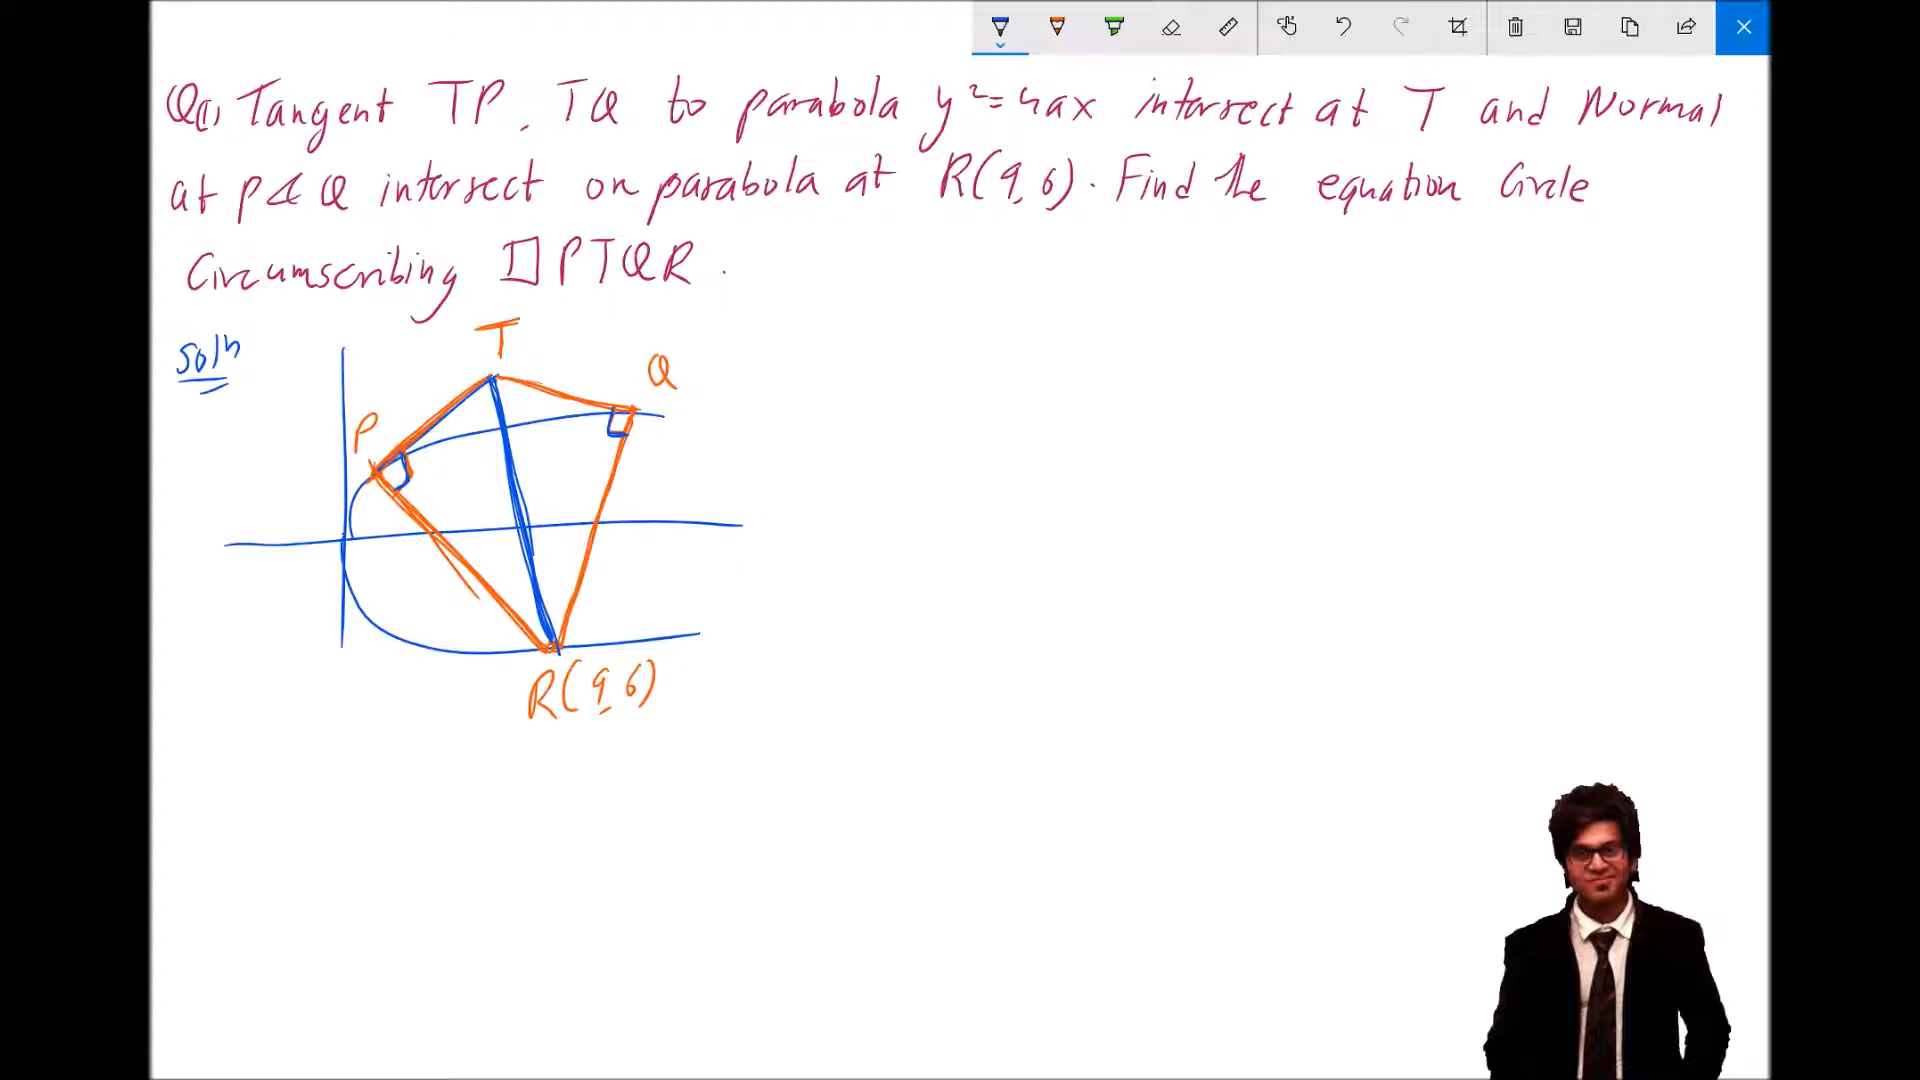 Q(1) Tangent TP, TQ to parabola y²=4ax intersect at T and Normal
at P & Q intersect on parabola at R(9,6). Find the equation Circle
Circumscribing □PTQR.
Soln
T
Q
P
R(9,6)